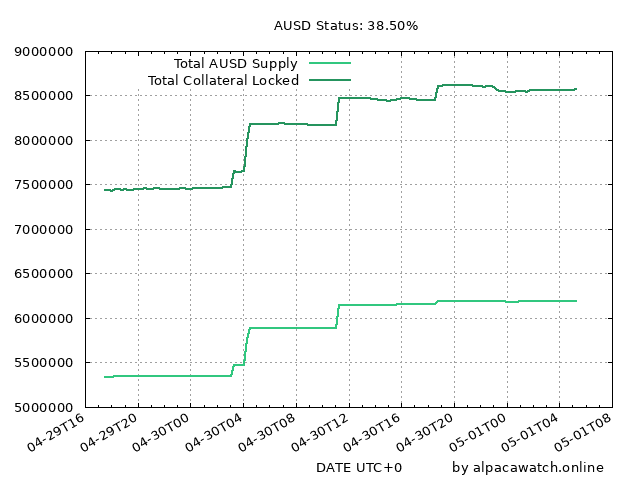 AUSD Status: 38.50%
Total AUSD Supply
Total Collateral Locked
9000000
8500000
8000000
7500000
7000000
6500000
6000000
5500000
5000000
04-29T16
04-29T20
04-30T00
04-30T04
04-30T08
04-30T12
04-30T16
04-30T20
05-01T00
05-01T04
05-01T08
DATE UTC+0
by alpacawatch.online